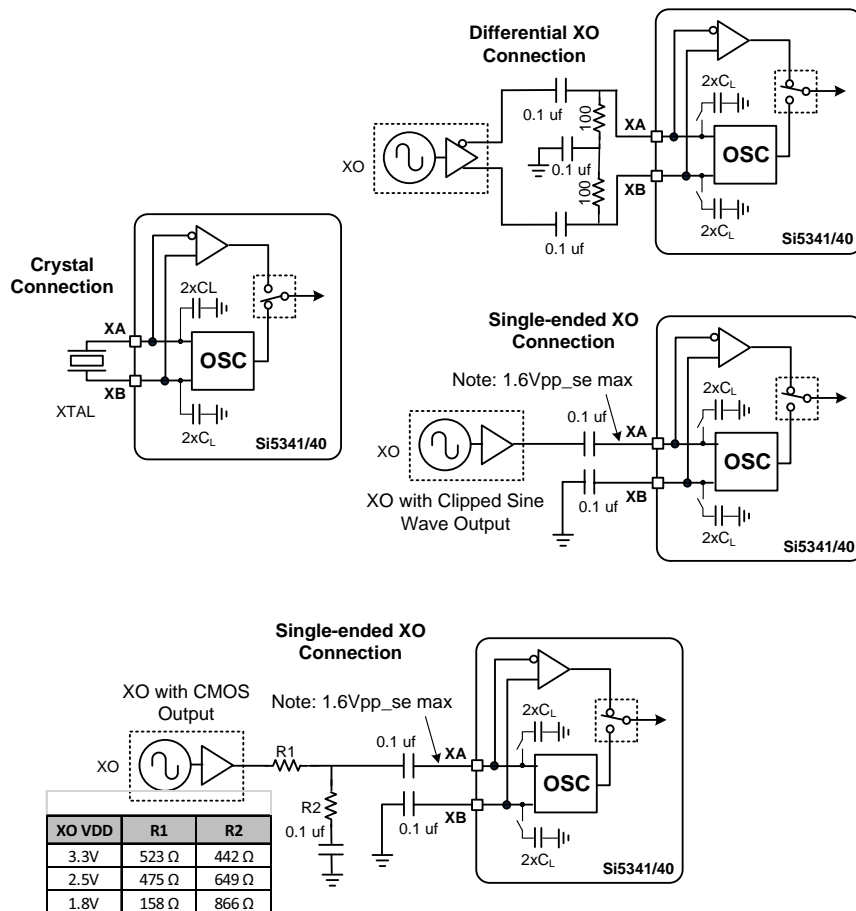 Differential XO
Connection
0.1 uf
100
XA
XO
0.1 uf
100
XB
0.1 uf
2xCL
OSC
2xCL
Si5341/40
Crystal
Connection
XA
XB
XTAL
2xCL
OSC
2xCL
Si5341/40
Single-ended XO
Connection
Note: 1.6Vpp_se max
0.1 uf
XA
XO
XB
0.1 uf
XO with Clipped Sine
Wave Output
2xCL
OSC
2xCL
Si5341/40
Single-ended XO
Connection
XO with CMOS
Output
Note: 1.6Vpp_se max
XO
R1
0.1 uf
XA
R2
0.1 uf
0.1 uf
XB
2xCL
OSC
2xCL
Si5341/40
XO VDD R1 R2
3.3V 523 Ω 442 Ω
2.5V 475 Ω 649 Ω
1.8V 158 Ω 866 Ω